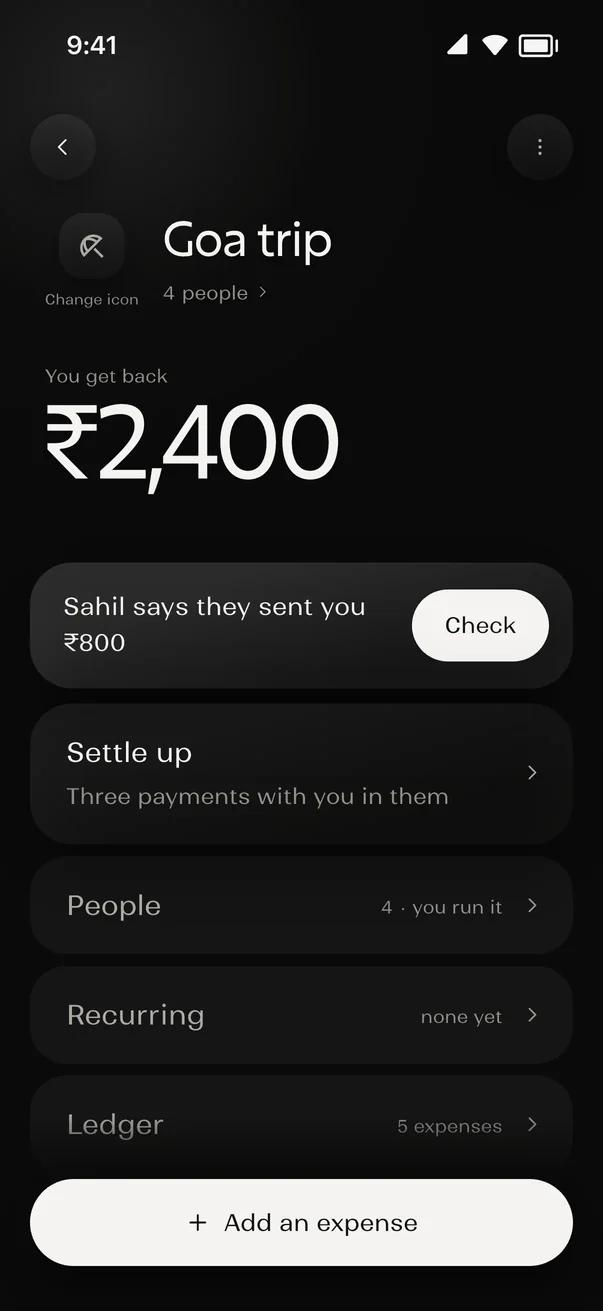 9:41
Goa trip
Change icon
4 people
You get back
₹2,400
Sahil says they sent you
₹800
Check
Settle up
Three payments with you in them
People
4 · you run it
Recurring
none yet
Ledger
5 expenses
+ Add an expense